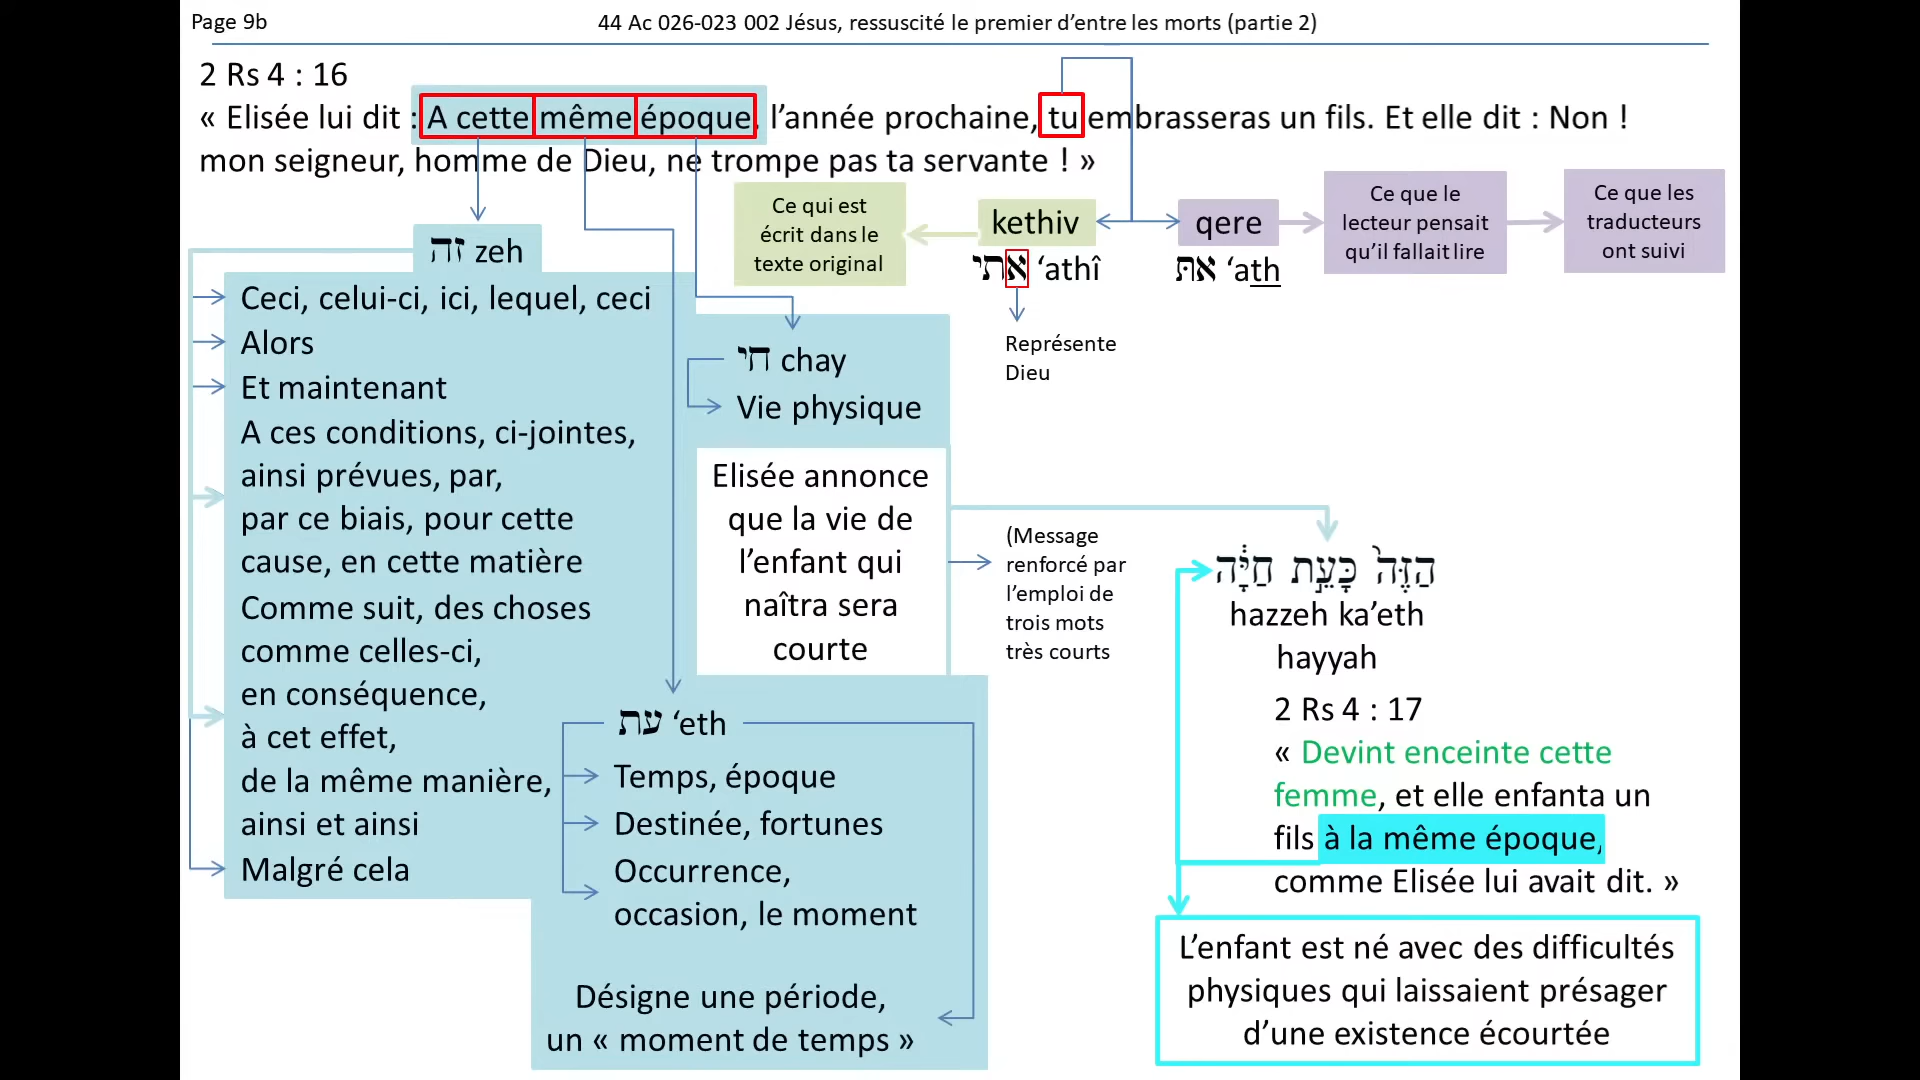 Page 9b
44 Ac 026-023 002 Jésus, ressuscité le premier d’entre les morts (partie 2)
2 Rs 4 : 16
« Elisée lui dit : A cette même époque, l’année prochaine, tu embrasseras un fils. Et elle dit : Non !
mon seigneur, homme de Dieu, ne trompe pas ta servante ! »
Ce qui est
écrit dans le
texte original
kethiv
אתי ‘athî
Représente
Dieu
qere
אתּ ‘ath
Ce que le
lecteur pensait
qu’il fallait lire
Ce que les
traducteurs
ont suivi
זה zeh
Ceci, celui-ci, ici, lequel, ceci
Alors
Et maintenant
A ces conditions, ci-jointes,
ainsi prévues, par,
par ce biais, pour cette
cause, en cette matière
Comme suit, des choses
comme celles-ci,
en conséquence,
à cet effet,
de la même manière,
ainsi et ainsi
Malgré cela
חי chay
Vie physique
Elisée annonce
que la vie de
l’enfant qui
naîtra sera
courte
(Message
renforcé par
l’emploi de
trois mots
très courts
עת ‘eth
Temps, époque
Destinée, fortunes
Occurrence,
occasion, le moment
Désigne une période,
un « moment de temps »
הַזֶּה֙ כָּעֵ֣ת חַיָּ֔ה
hazzeh ka’eth
hayyah
2 Rs 4 : 17
« Devint enceinte cette
femme, et elle enfanta un
fils à la même époque,
comme Elisée lui avait dit. »
L’enfant est né avec des difficultés
physiques qui laissaient présager
d’une existence écourtée